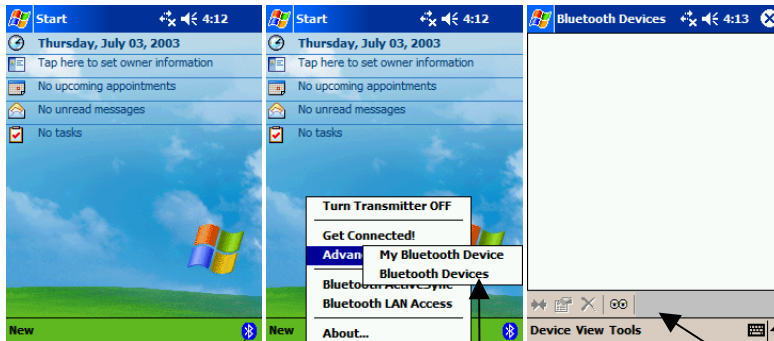 Start 4:12
Thursday, July 03, 2003
Tap here to set owner information
No upcoming appointments
No unread messages
No tasks
New
Start 4:12
Thursday, July 03, 2003
Tap here to set owner information
No upcoming appointments
No unread messages
No tasks
Turn Transmitter OFF
Get Connected!
Advan
My Bluetooth Device
Bluetooth Devices
Bluetooth ActiveSync
Bluetooth LAN Access
About...
New
Bluetooth Devices 4:13
Device View Tools